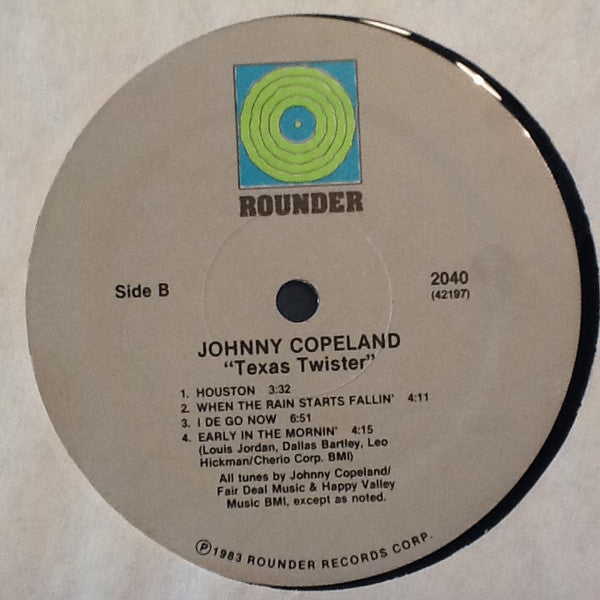 ROUNDER
Side B
2040
(42197)
JOHNNY COPELAND
"Texas Twister"
1. HOUSTON 3:32
2. WHEN THE RAIN STARTS FALLIN' 4:11
3. I DE GO NOW 6:51
4. EARLY IN THE MORNIN' 4:15
(Louis Jordan, Dallas Bartley, Leo
Hickman/Cherio Corp. BMI)
All tunes by Johnny Copeland/
Fair Deal Music & Happy Valley
Music BMI, except as noted.
Ⓟ1983 ROUNDER RECORDS CORP.